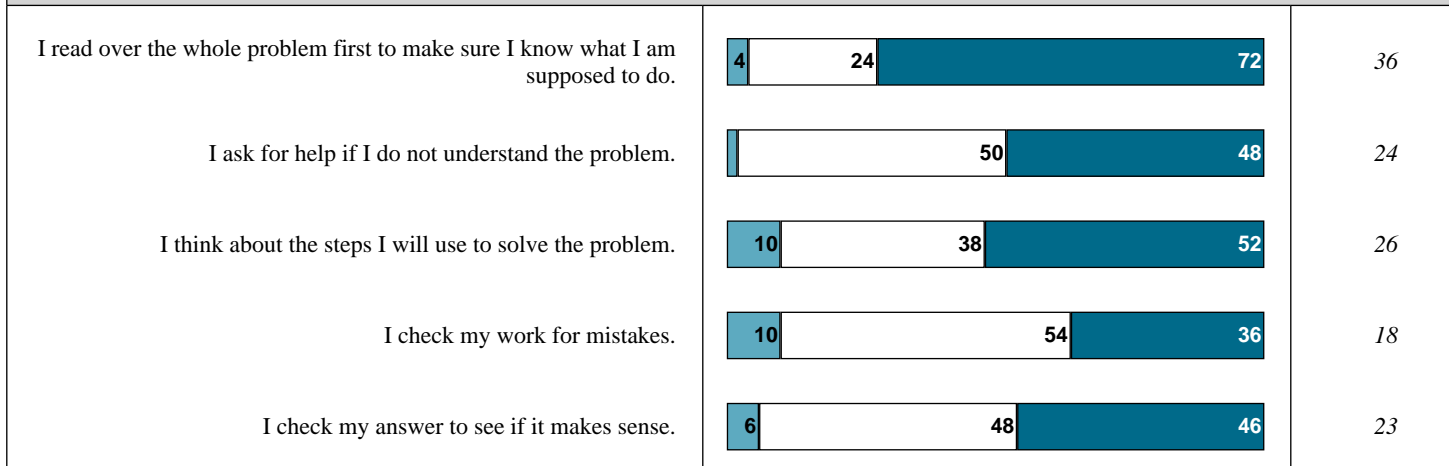 I read over the whole problem first to make sure I know what I am
supposed to do.
4 24 72 36
I ask for help if I do not understand the problem.
50 48 24
I think about the steps I will use to solve the problem.
10 38 52 26
I check my work for mistakes.
10 54 36 18
I check my answer to see if it makes sense.
6 48 46 23